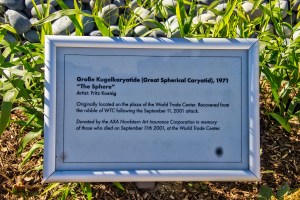 Große Kugelkaryatide (Great Spherical Caryatid), 1971
"The Sphere"
Artist: Fritz Koenig
Originally located on the plaza of the World Trade Center. Recovered from
the rubble of WTC following the September 11, 2001 attack.
Donated by the AXA Nordstern Art Insurance Corporation in memory
of those who died on September 11th 2001, at the World Trade Center.